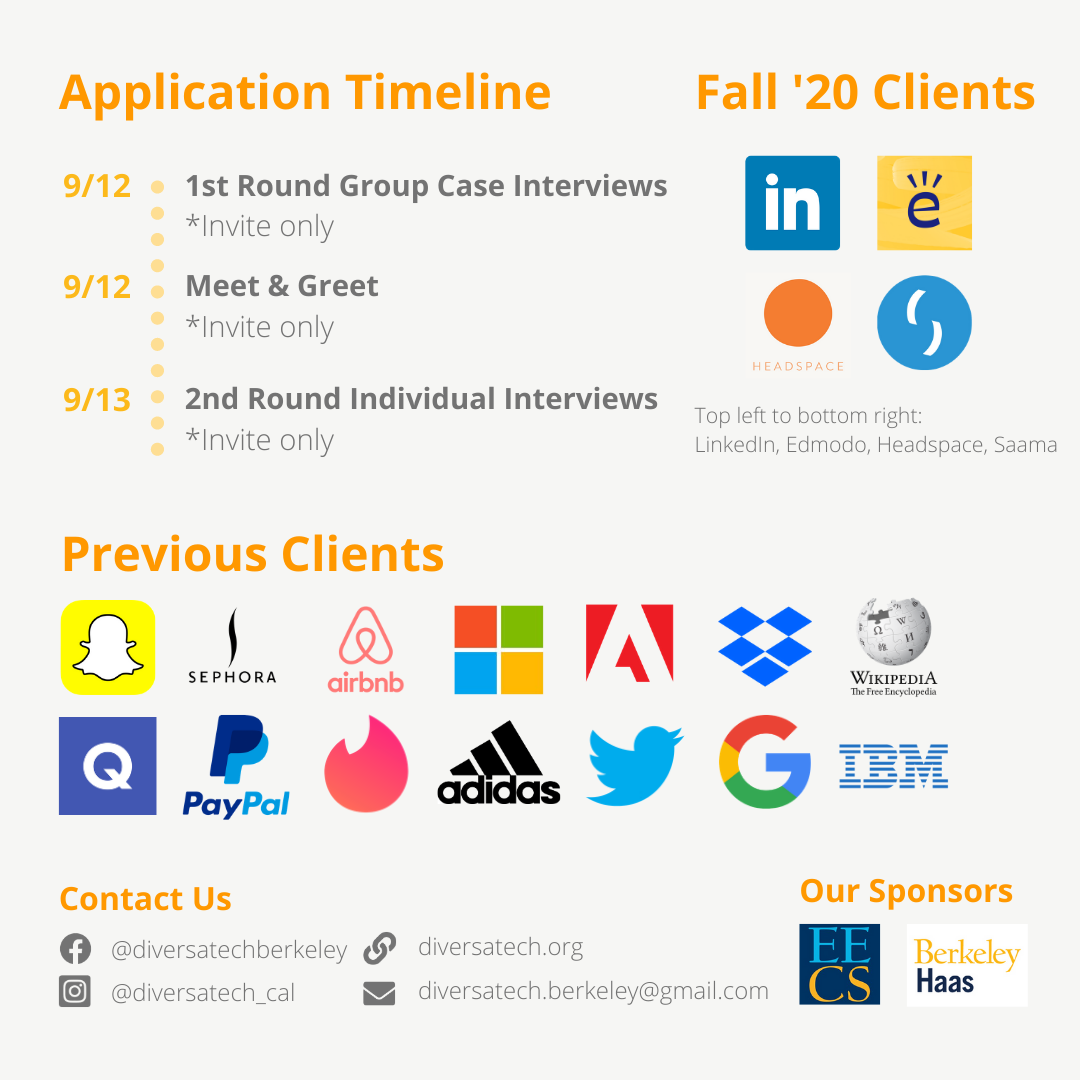 Application Timeline
9/12
1st Round Group Case Interviews
*Invite only
9/12
Meet & Greet
*Invite only
9/13
2nd Round Individual Interviews
*Invite only
Fall '20 Clients
in
e
HEADSPACE
Top left to bottom right:
LinkedIn, Edmodo, Headspace, Saama
Previous Clients
SEPHORA
airbnb
WIKIPEDIA
The Free Encyclopedia
Q
PayPal
adidas
G
IBM
Contact Us
@diversatechberkeley
@diversatech_cal
diversatech.org
diversatech.berkeley@gmail.com
Our Sponsors
EE
CS
Berkeley
Haas